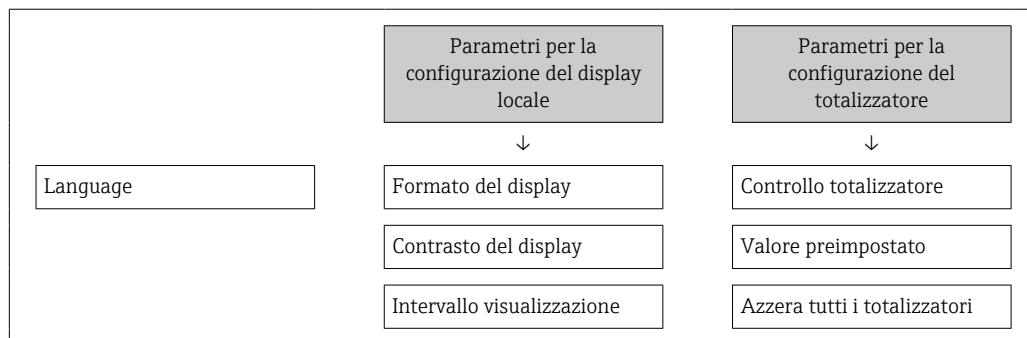 Parametri per la
configurazione del display
locale
Parametri per la
configurazione del
totalizzatore
↓
↓
Language
Formato del display
Controllo totalizzatore
Contrasto del display
Valore preimpostato
Intervallo visualizzazione
Azzera tutti i totalizzatori